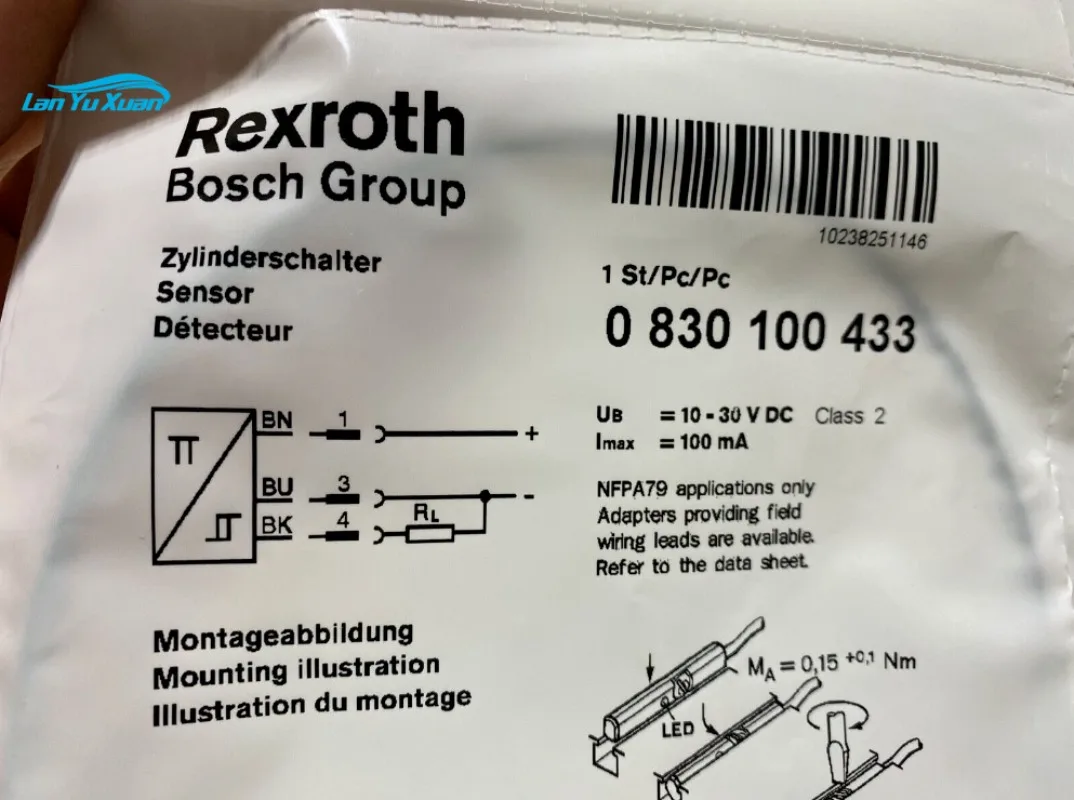 Lan Yu Xuan
Rexroth
Bosch Group
10238251146
Zylinderschalter
Sensor
Détecteur
1 St/Pc/Pc
0 830 100 433
BN 1 +
BU 3 -
BK 4 RL
UB = 10 - 30 V DC Class 2
Imax = 100 mA
NFPA79 applications only
Adapters providing field
wiring leads are available.
Refer to the data sheet.
Montageabbildung
Mounting illustration
Illustration du montage
MA = 0,15 +0,1 Nm
LED